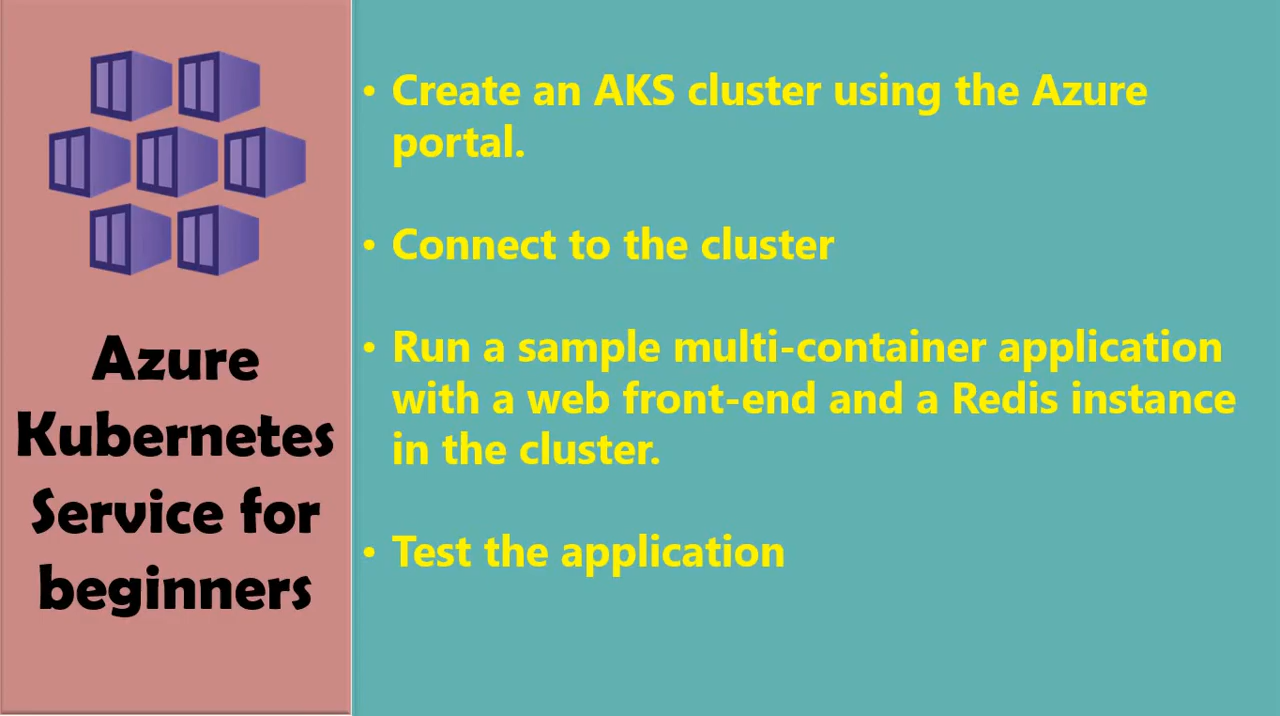 Azure
Kubernetes
Service for
beginners
• Create an AKS cluster using the Azure
portal.
• Connect to the cluster
• Run a sample multi-container application
with a web front-end and a Redis instance
in the cluster.
• Test the application